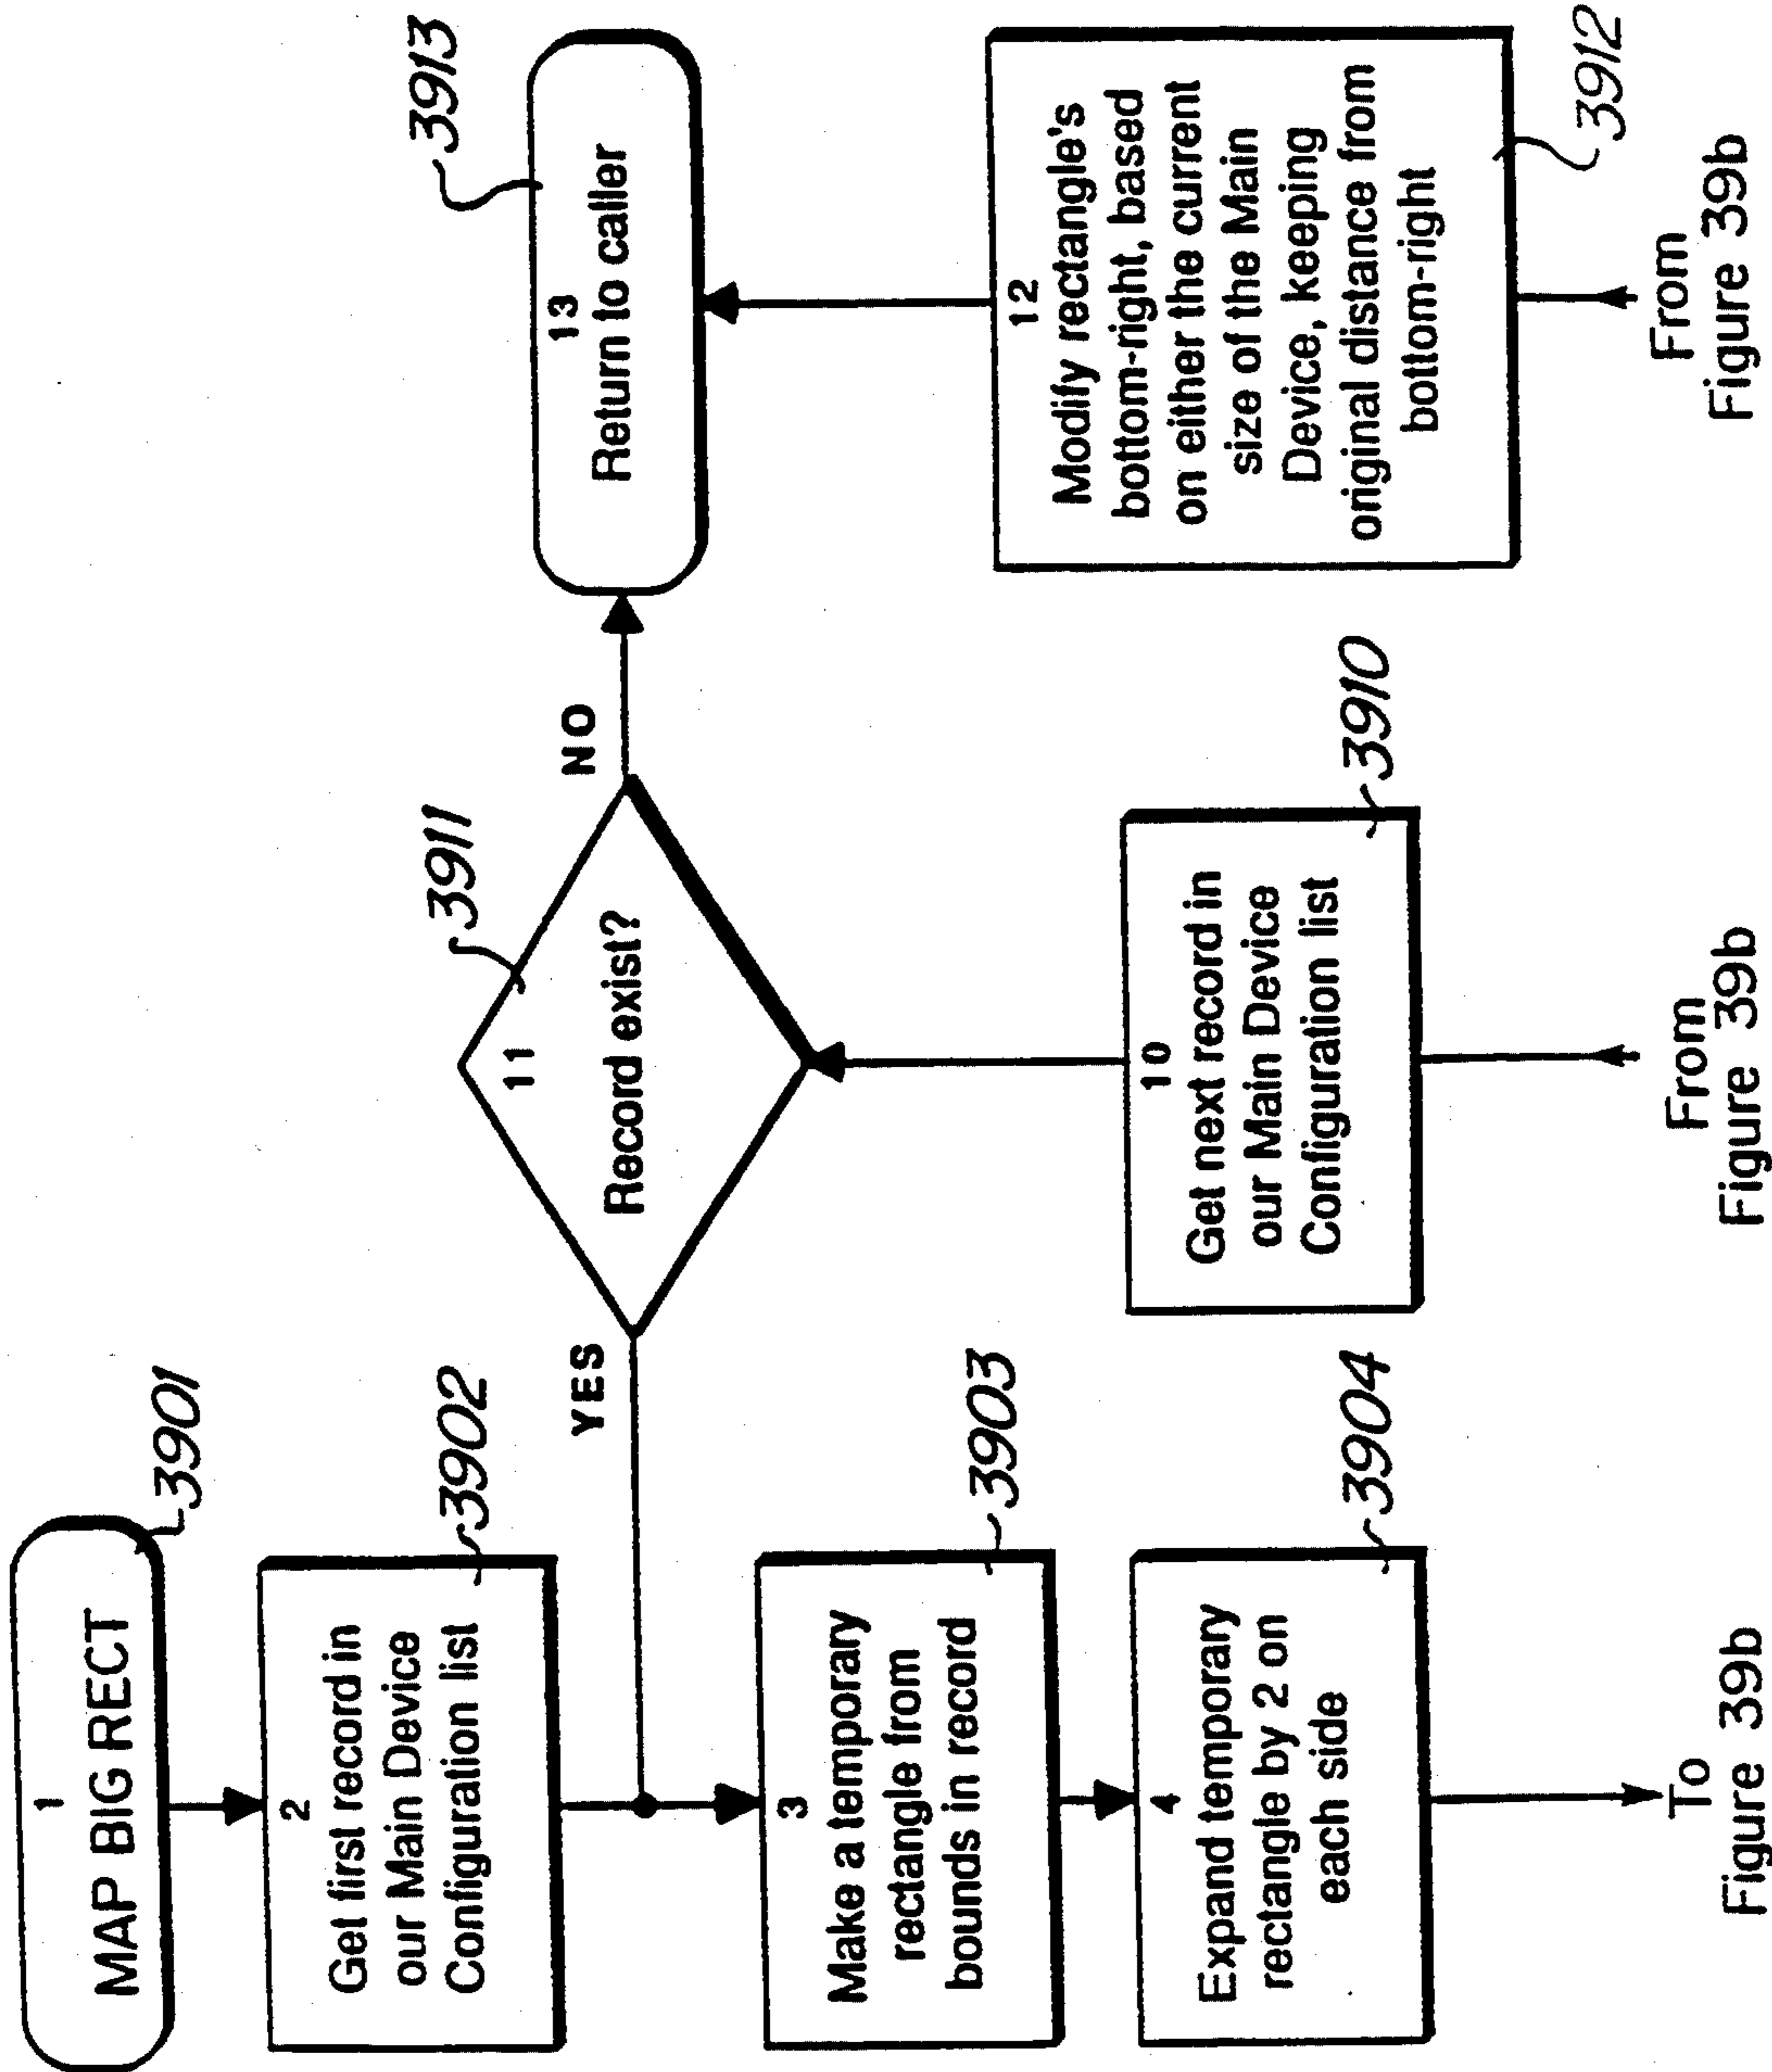 1
MAP BIG RECT
3901
2
Get first record in
our Main Device
Configuration list
3902
YES
3
Make a temporary
rectangle from
bounds in record
3903
4
Expand temporary
rectangle by 2 on
each side
3904
To
Figure 39b
11
Record exist?
3911
NO
10
Get next record in
our Main Device
Configuration list
3910
From
Figure 39b
13
Return to caller
3913
12
Modify rectangle's
bottom-right, based
on either the current
size of the Main
Device, keeping
original distance from
bottom-right
3912
From
Figure 39b